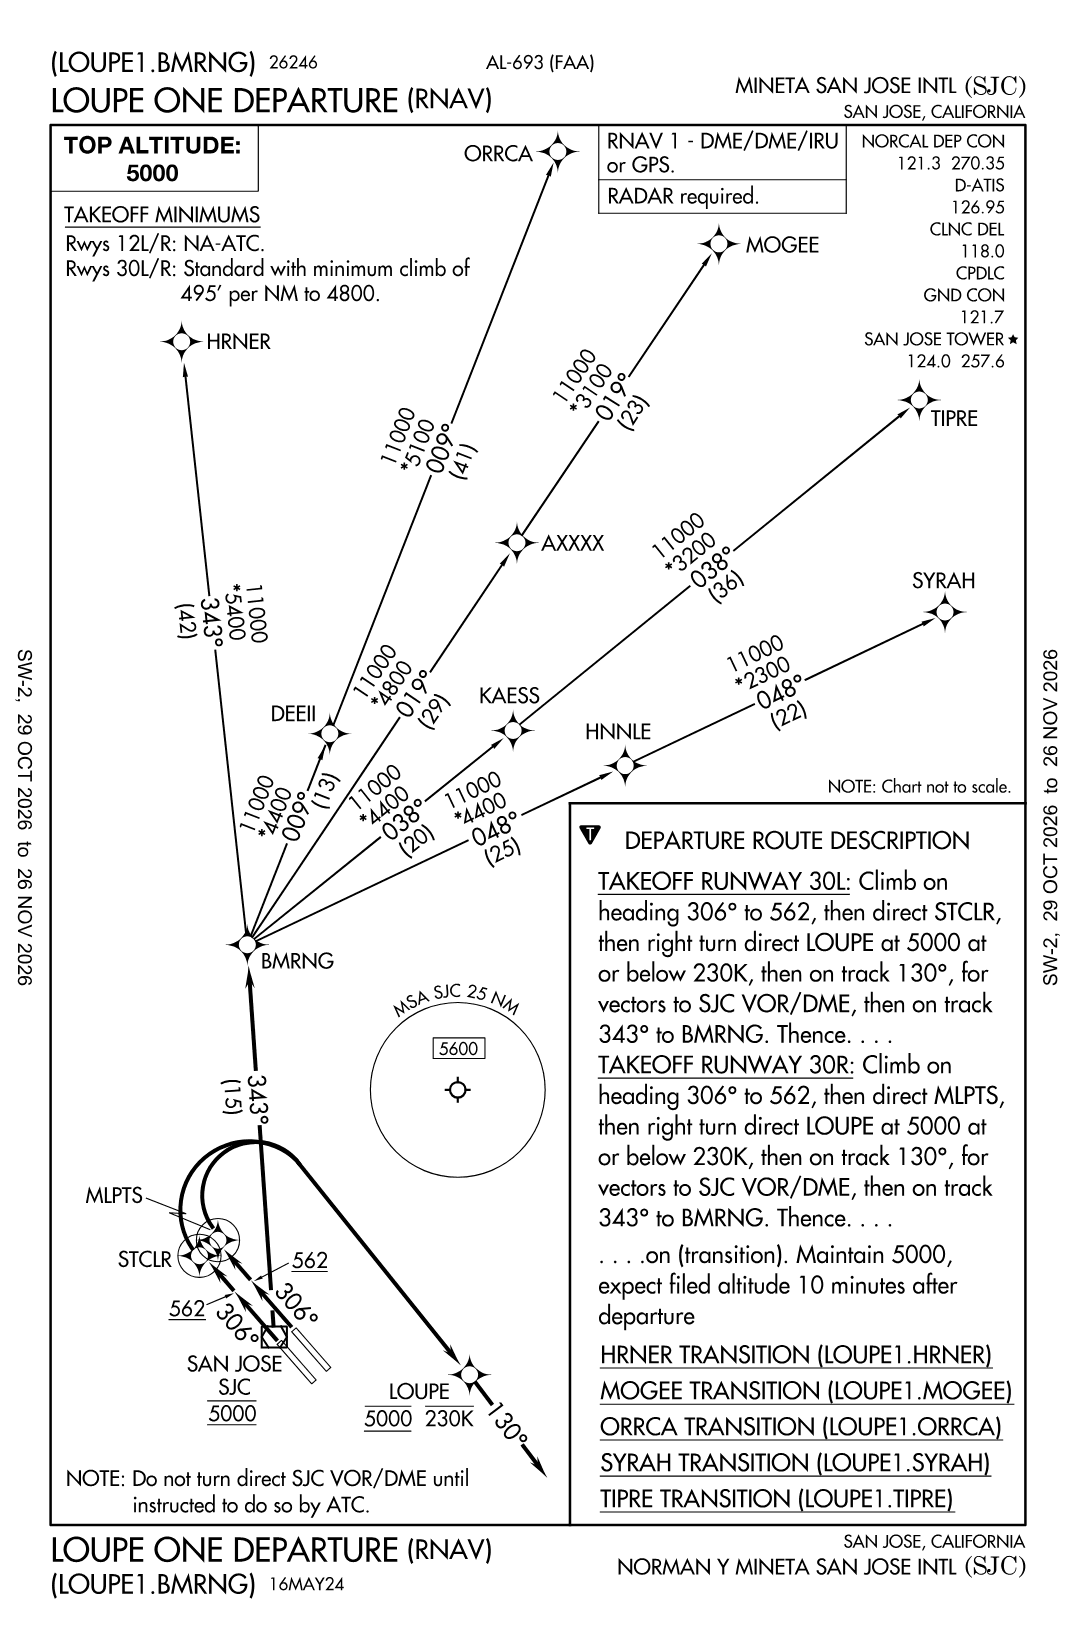 (LOUPE1.BMRNG) 26246
AL-693 (FAA)
LOUPE ONE DEPARTURE (RNAV)
MINETA SAN JOSE INTL (SJC)
SAN JOSE, CALIFORNIA
TOP ALTITUDE:
5000
TAKEOFF MINIMUMS
Rwys 12L/R: NA-ATC.
Rwys 30L/R: Standard with minimum climb of
495' per NM to 4800.
RNAV 1 - DME/DME/IRU
or GPS.
RADAR required.
NORCAL DEP CON
121.3 270.35
D-ATIS
126.95
CLNC DEL
118.0
CPDLC
GND CON
121.7
SAN JOSE TOWER ★
124.0 257.6
ORRCA
MOGEE
HRNER
TIPRE
11000
*3100
019°
(23)
11000
*5100
009°
(41)
AXXXX
11000
*3200
038°
(36)
SYRAH
11000
*5400
343°
(42)
11000
*4800
019°
(29)
11000
*2300
048°
(22)
KAESS
DEEII
HNNLE
11000
*4400
009°
(13)
11000
*4400
038°
(20)
11000
*4400
048°
(25)
NOTE: Chart not to scale.
BMRNG
MSA SJC 25 NM
5600
343°
(15)
MLPTS
STCLR
562
306°
562
306°
SAN JOSE
SJC
5000
LOUPE
5000 230K
130°
NOTE: Do not turn direct SJC VOR/DME until
instructed to do so by ATC.
T
DEPARTURE ROUTE DESCRIPTION
TAKEOFF RUNWAY 30L: Climb on
heading 306° to 562, then direct STCLR,
then right turn direct LOUPE at 5000 at
or below 230K, then on track 130°, for
vectors to SJC VOR/DME, then on track
343° to BMRNG. Thence. . . .
TAKEOFF RUNWAY 30R: Climb on
heading 306° to 562, then direct MLPTS,
then right turn direct LOUPE at 5000 at
or below 230K, then on track 130°, for
vectors to SJC VOR/DME, then on track
343° to BMRNG. Thence. . . .
. . . .on (transition). Maintain 5000,
expect filed altitude 10 minutes after
departure
HRNER TRANSITION (LOUPE1.HRNER)
MOGEE TRANSITION (LOUPE1.MOGEE)
ORRCA TRANSITION (LOUPE1.ORRCA)
SYRAH TRANSITION (LOUPE1.SYRAH)
TIPRE TRANSITION (LOUPE1.TIPRE)
SW-2, 29 OCT 2026 to 26 NOV 2026
SW-2, 29 OCT 2026 to 26 NOV 2026
LOUPE ONE DEPARTURE (RNAV)
(LOUPE1.BMRNG) 16MAY24
SAN JOSE, CALIFORNIA
NORMAN Y MINETA SAN JOSE INTL (SJC)